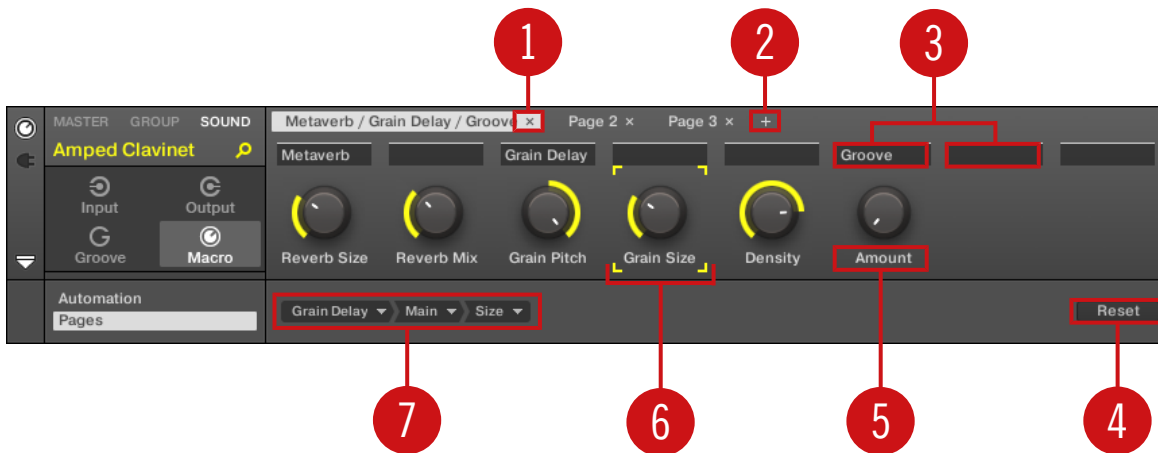 1 2 3
MASTER GROUP SOUND Metaverb / Grain Delay / Groove × Page 2 × Page 3 × +
Amped Clavinet Metaverb Grain Delay Groove
Input Output
Groove Macro Reverb Size Reverb Mix Grain Pitch Grain Size Density Amount
Automation
Pages Grain Delay Main Size Reset
7 6 5 4